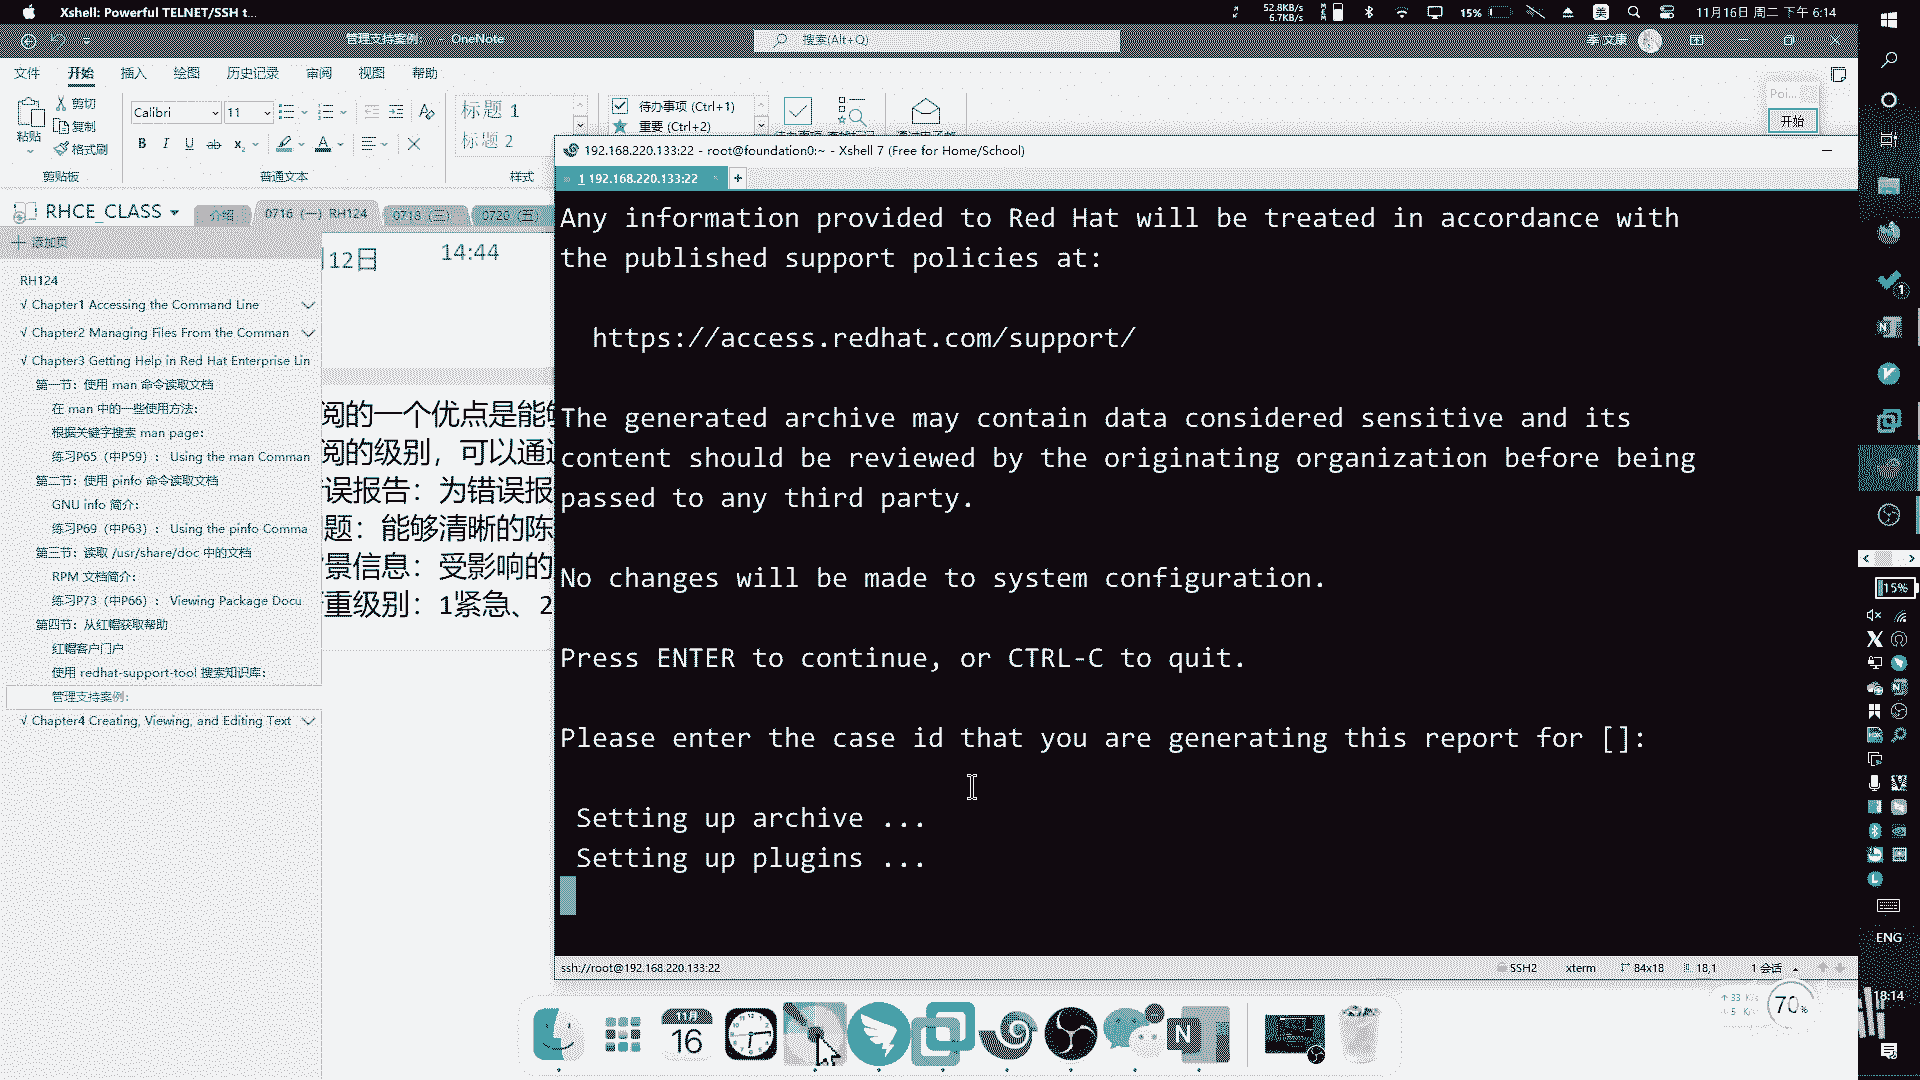 Xshell: Powerful TELNET/SSH t...
52.8KB/s
6.7KB/s
15%
美
11月16日 周二 下午 6:14
管理支持案例: - OneNote
搜索(Alt+Q)
季 文康
文件 开始 插入 绘图 历史记录 审阅 视图 帮助
粘贴
剪切
复制
格式刷
剪贴板
Calibri 11
B I U ab x₂ A
普通文本
标题 1
标题 2
样式
待办事项 (Ctrl+1)
重要 (Ctrl+2)
Poi...
开始
RHCE_CLASS
介绍
0716 (一) RH124
0718 (三)
0720 (五)
添加页
RH124
√ Chapter1 Accessing the Command Line
√ Chapter2 Managing Files From the Comman
√ Chapter3 Getting Help in Red Hat Enterprise Lin
第一节：使用 man 命令读取文档
在 man 中的一些使用方法:
根据关键字搜索 man page:
练习P65（中P59）： Using the man Comman
第二节：使用 pinfo 命令读取文档
GNU info 简介:
练习P69（中P63）： Using the pinfo Comma
第三节：读取 /usr/share/doc 中的文档
RPM 文档简介:
练习P73（中P66）： Viewing Package Docu
第四节：从红帽获取帮助
红帽客户门户
使用 redhat-support-tool 搜索知识库:
管理支持案例:
√ Chapter4 Creating, Viewing, and Editing Text
12日
14:44
阅的一个优点是能
阅的级别，可以通
误报告：为错误报
题：能够清晰的陈
景信息：受影响的
重级别：1紧急、2
192.168.220.133:22 - root@foundation0:~ - Xshell 7 (Free for Home/School)
1 192.168.220.133:22
Any information provided to Red Hat will be treated in accordance with
the published support policies at:
https://access.redhat.com/support/
The generated archive may contain data considered sensitive and its
content should be reviewed by the originating organization before being
passed to any third party.
No changes will be made to system configuration.
Press ENTER to continue, or CTRL-C to quit.
Please enter the case id that you are generating this report for []:
Setting up archive ...
Setting up plugins ...
ssh://root@192.168.220.133:22
SSH2
xterm
84x18
18,1
1 会话
15%
ENG
18:14
70%
11月
16